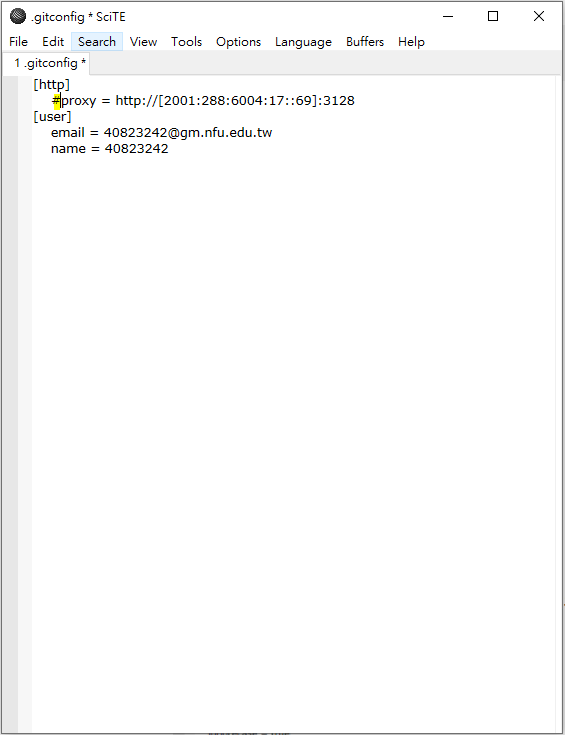 .gitconfig * SciTE
File Edit Search View Tools Options Language Buffers Help
1 .gitconfig *
[http]
#proxy = http://[2001:288:6004:17::69]:3128
[user]
email = 40823242@gm.nfu.edu.tw
name = 40823242